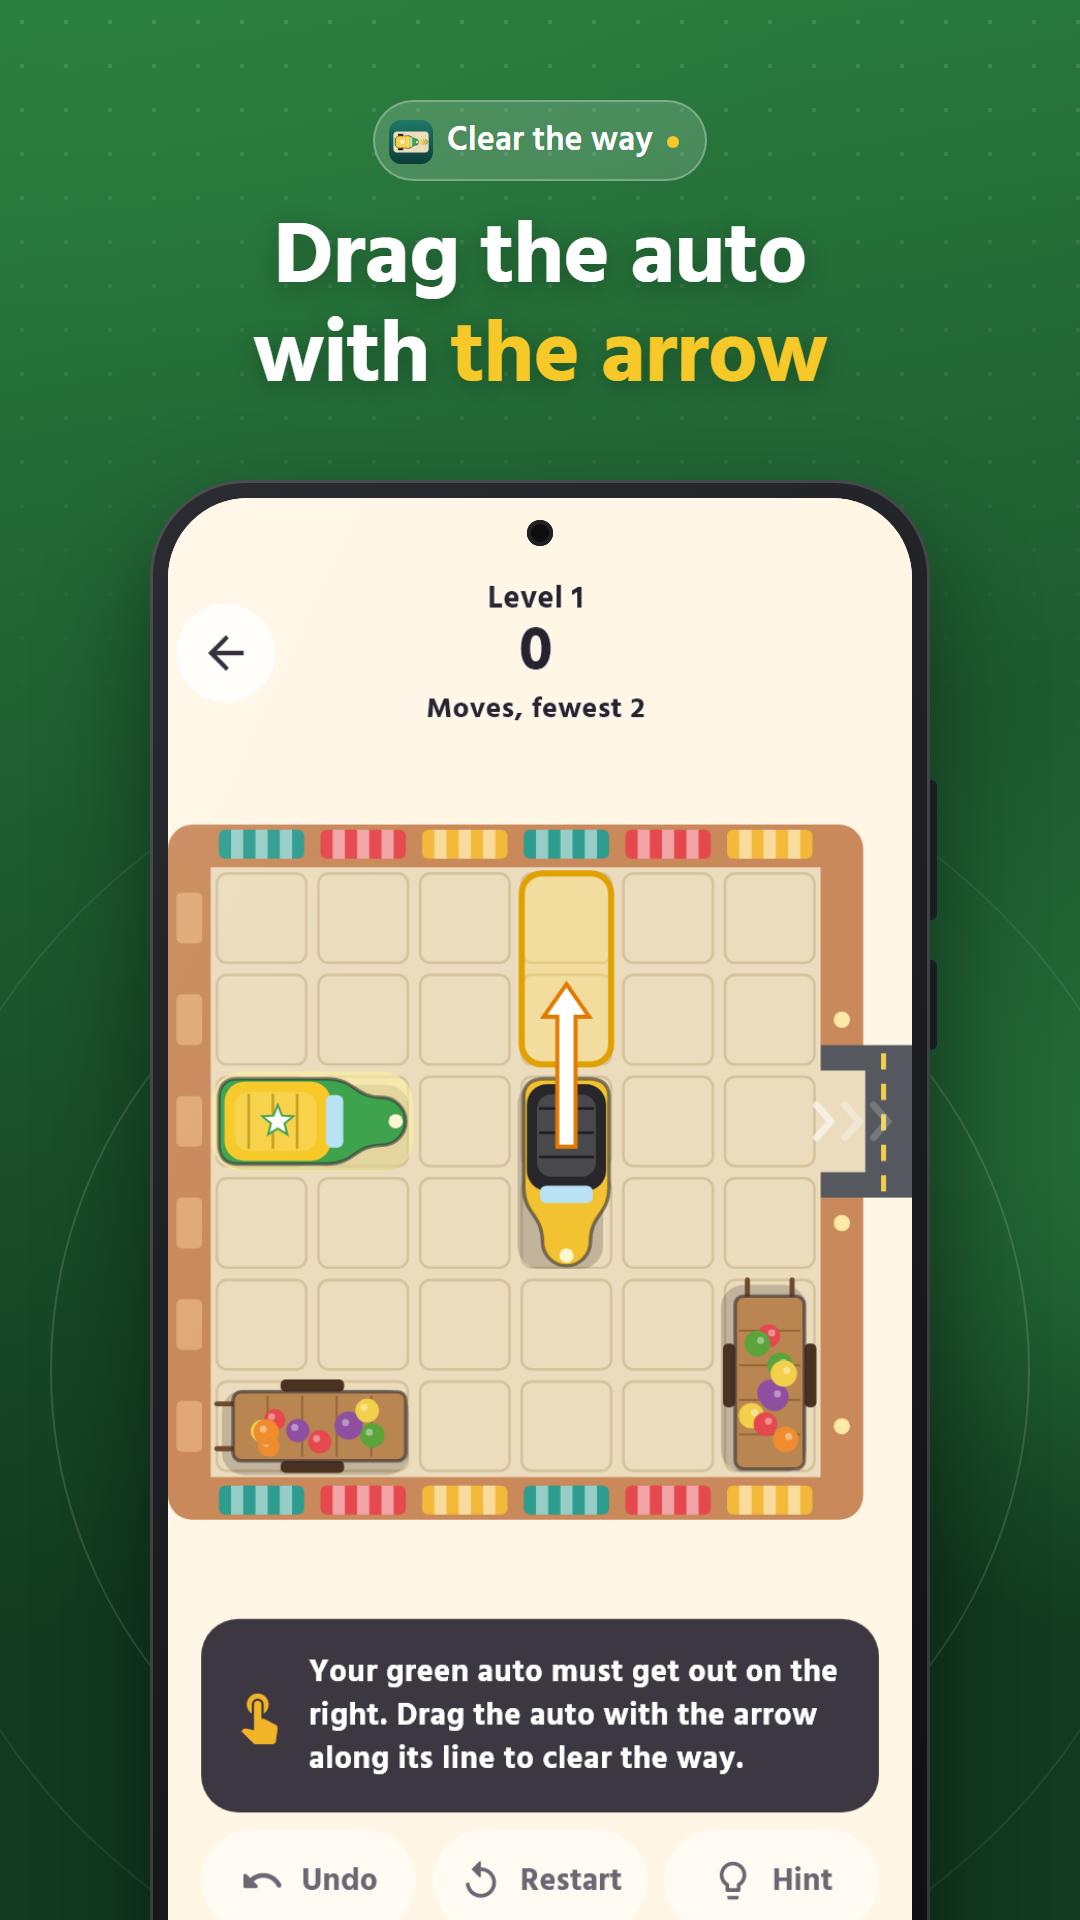 Clear the way
Drag the auto
with the arrow
Level 1
0
Moves, fewest 2
Your green auto must get out on the
right. Drag the auto with the arrow
along its line to clear the way.
Undo
Restart
Hint